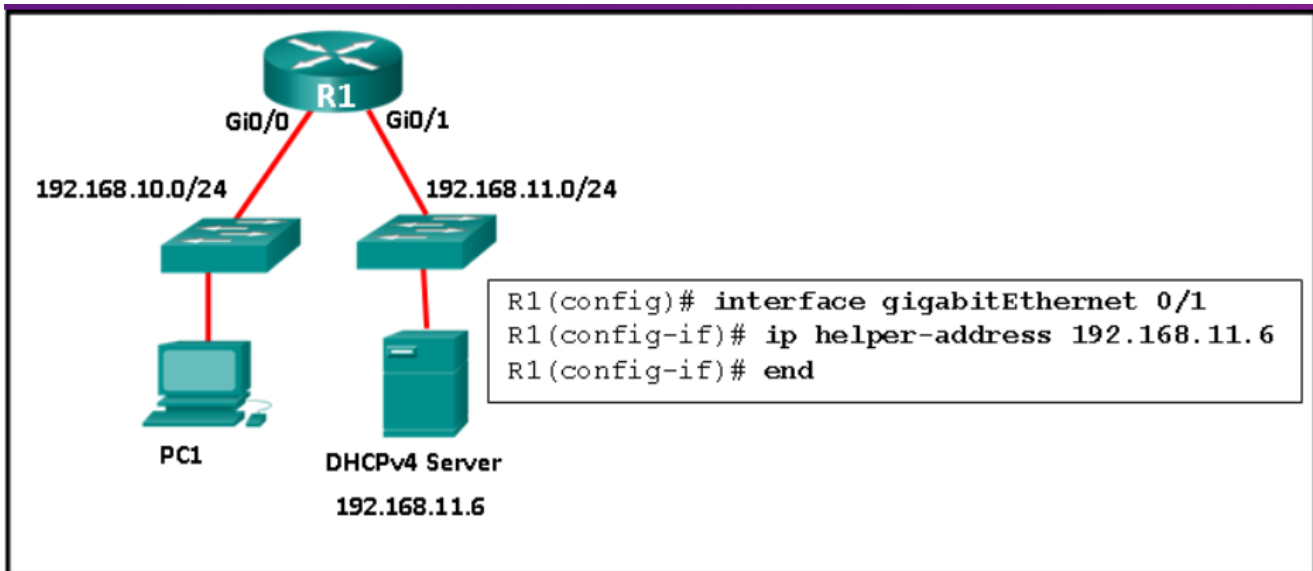 R1
Gi0/0
Gi0/1
192.168.10.0/24
192.168.11.0/24
R1(config)# interface gigabitEthernet 0/1
R1(config-if)# ip helper-address 192.168.11.6
R1(config-if)# end
PC1
DHCPv4 Server
192.168.11.6